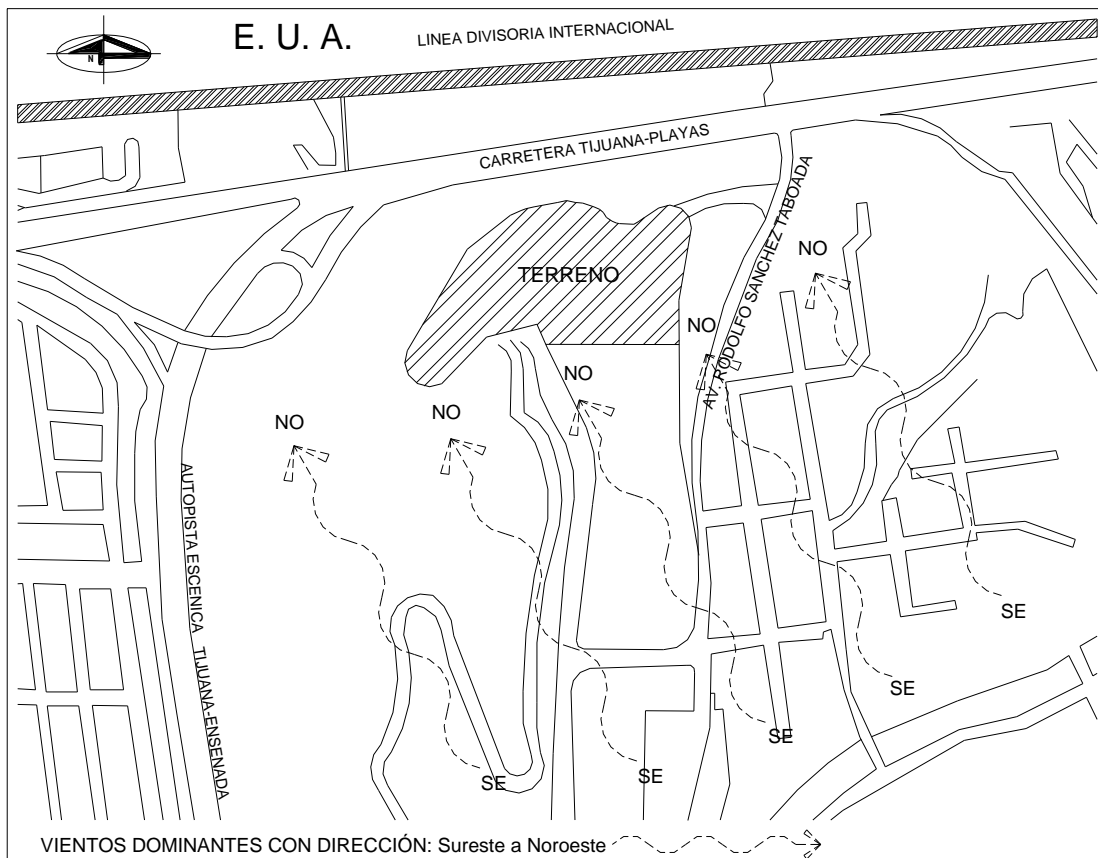 E. U. A.
LINEA DIVISORIA INTERNACIONAL
N
CARRETERA TIJUANA-PLAYAS
AV. RODOLFO SANCHEZ TABOADA
TERRENO
NO
NO
NO
NO
NO
AUTOPISTA ESCENICA TIJUANA-ENSENADA
SE
SE
SE
SE
SE
VIENTOS DOMINANTES CON DIRECCIÓN: Sureste a Noroeste